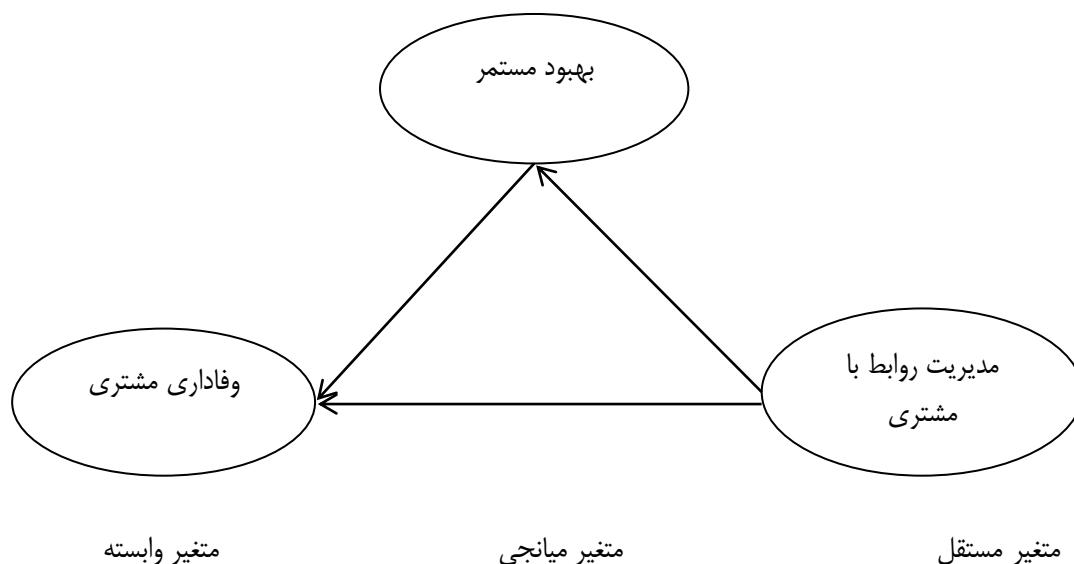 بهبود مستمر
مدیریت روابط با
مشتری
وفاداری مشتری
متغیر مستقل
متغیر میانجی
متغیر وابسته